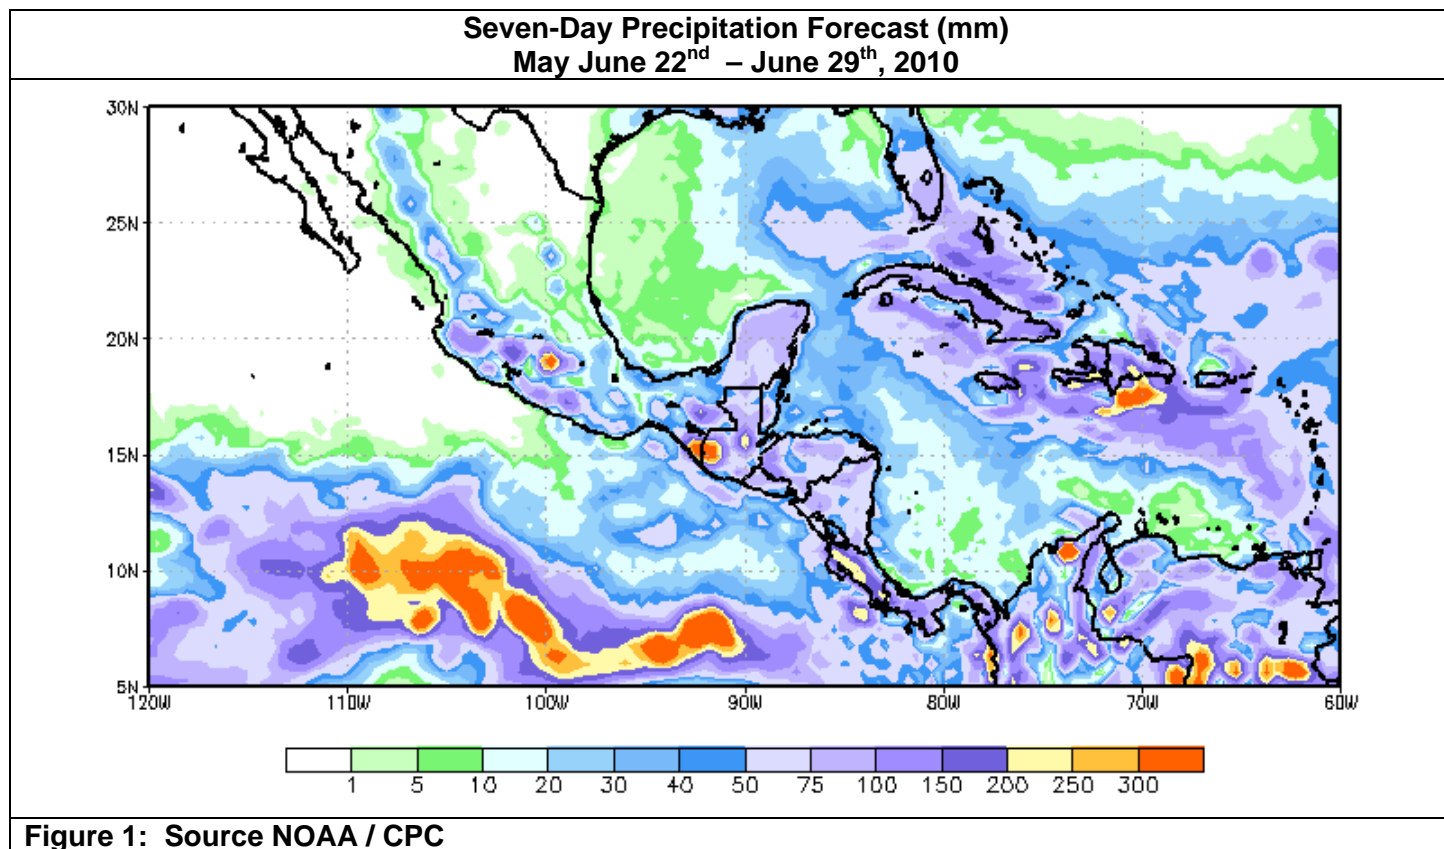 Seven-Day Precipitation Forecast (mm)
May June 22nd – June 29th, 2010
30N
25N
20N
15N
10N
5N
120W 110W 100W 90W 80W 70W 60W
1 5 10 20 30 40 50 75 100 150 200 250 300
Figure 1: Source NOAA / CPC